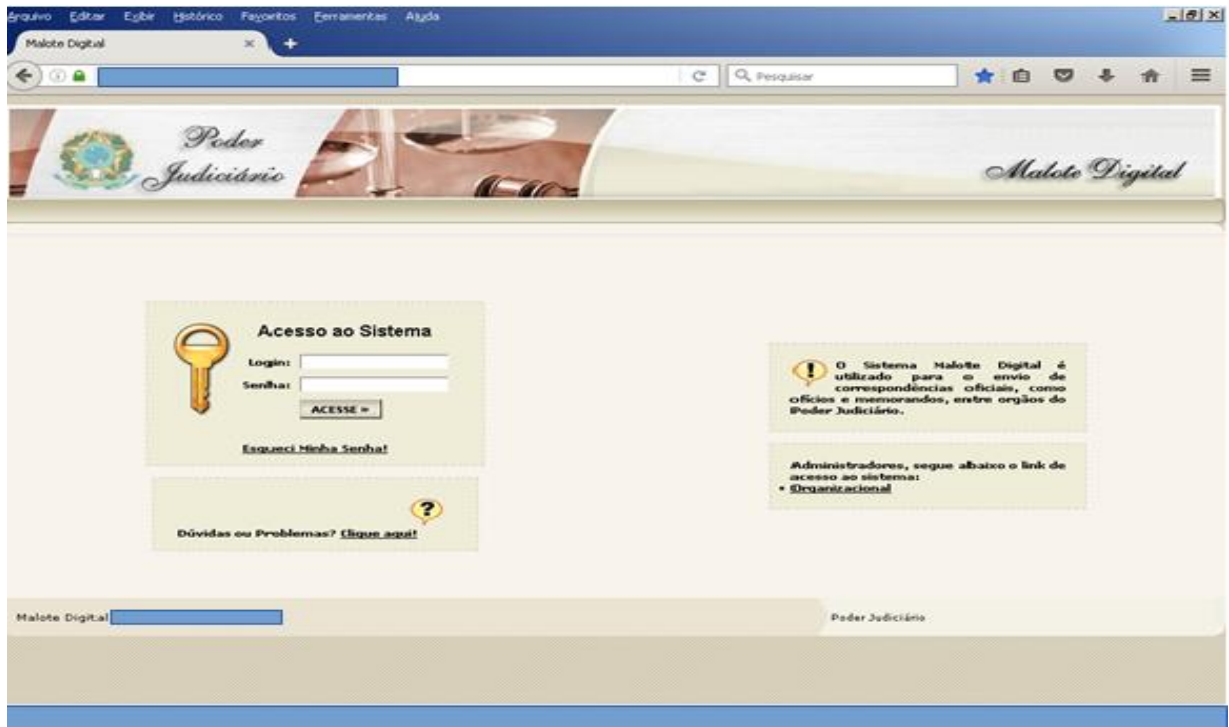 Arquivo Editar Exibir Histórico Favoritos Ferramentas Ajuda
Malote Digital
Pesquisar
Poder
Judiciário
Malote Digital
Acesso ao Sistema
Login:
Senha:
ACESSE »
Esqueci Minha Senha!
Dúvidas ou Problemas? Clique aqui!
O Sistema Malote Digital é
utilizado para o envio de
correspondências oficiais, como
ofícios e memorandos, entre orgãos do
Poder Judiciário.
Administradores, segue abaixo o link de
acesso ao sistema:
• Organizacional
Malote Digital
Poder Judiciário